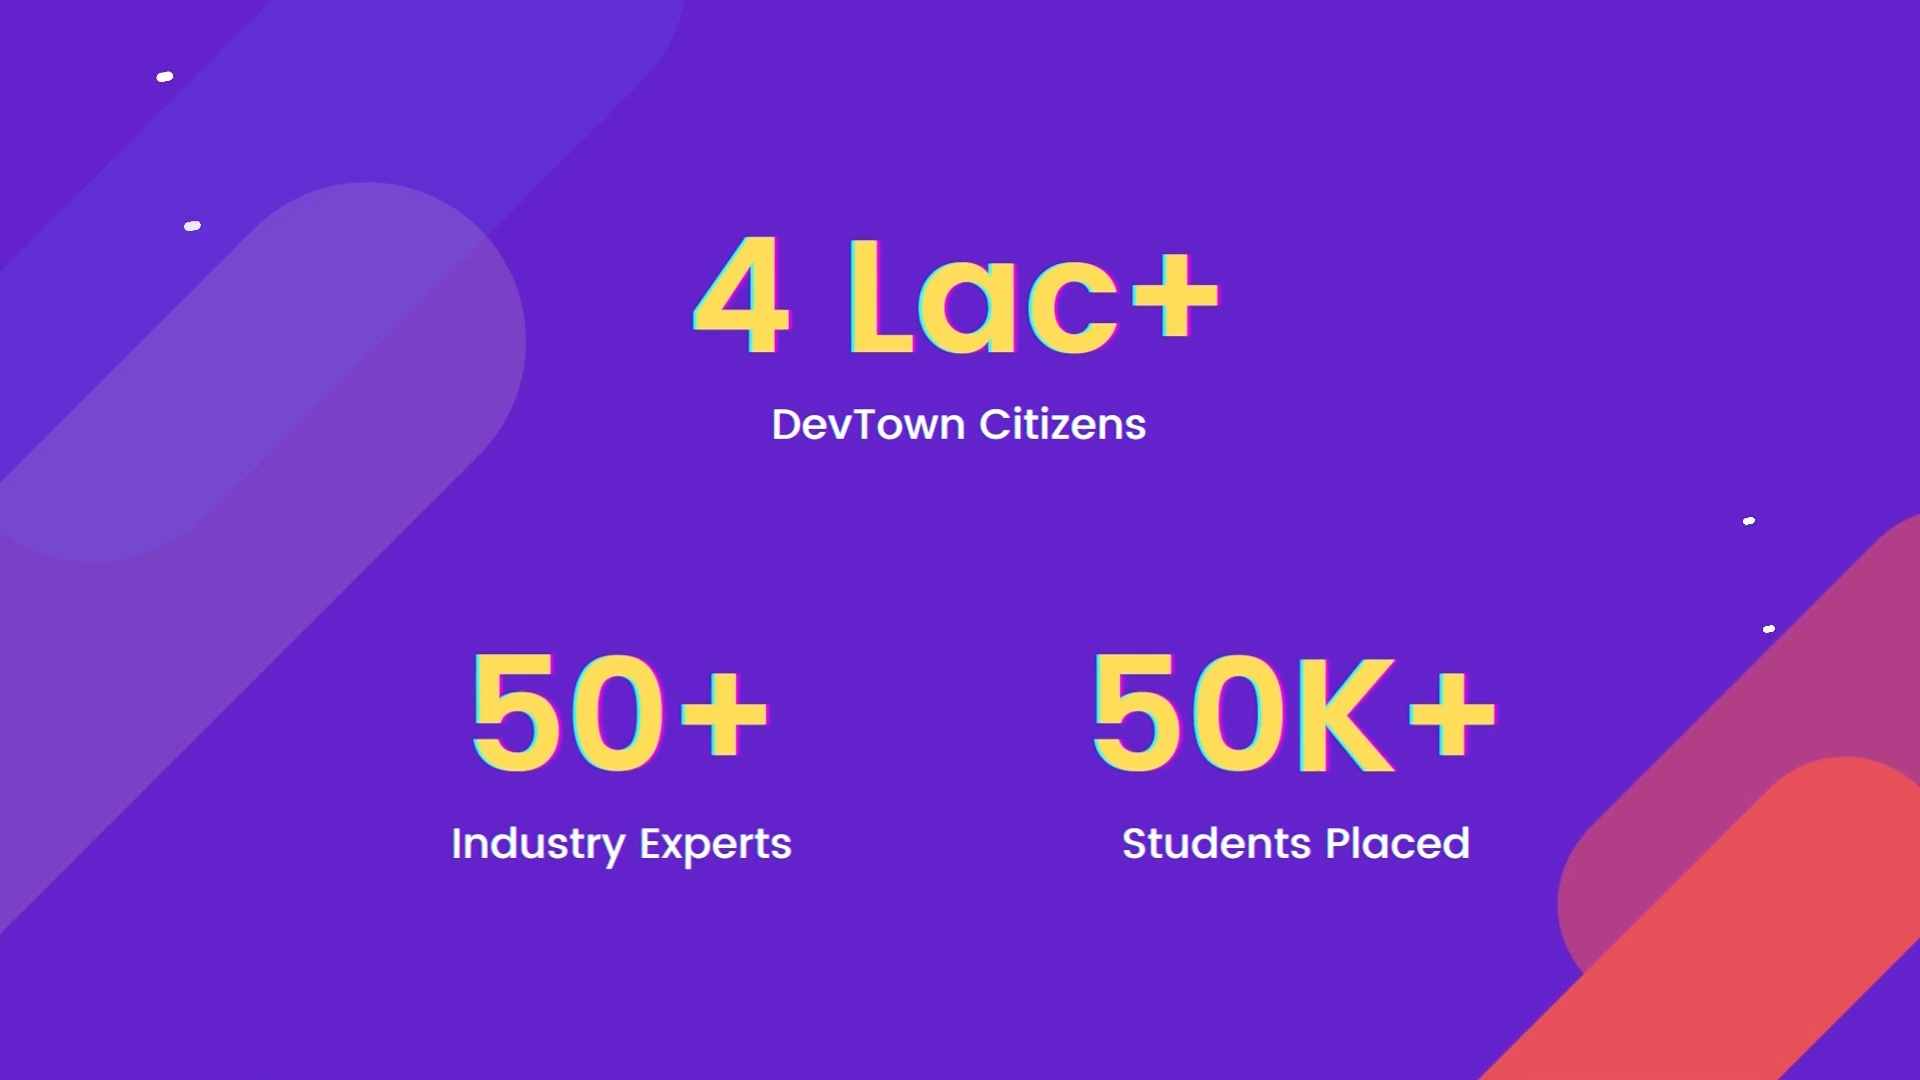 4 Lac+
DevTown Citizens
50+
Industry Experts
50K+
Students Placed